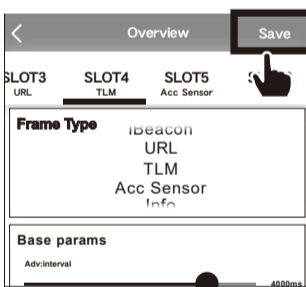 Overview Save
SLOT3 SLOT4 SLOT5
URL TLM Acc Sensor
Frame Type
iBeacon
URL
TLM
Acc Sensor
Info
Base params
Adv:interval
4000ms